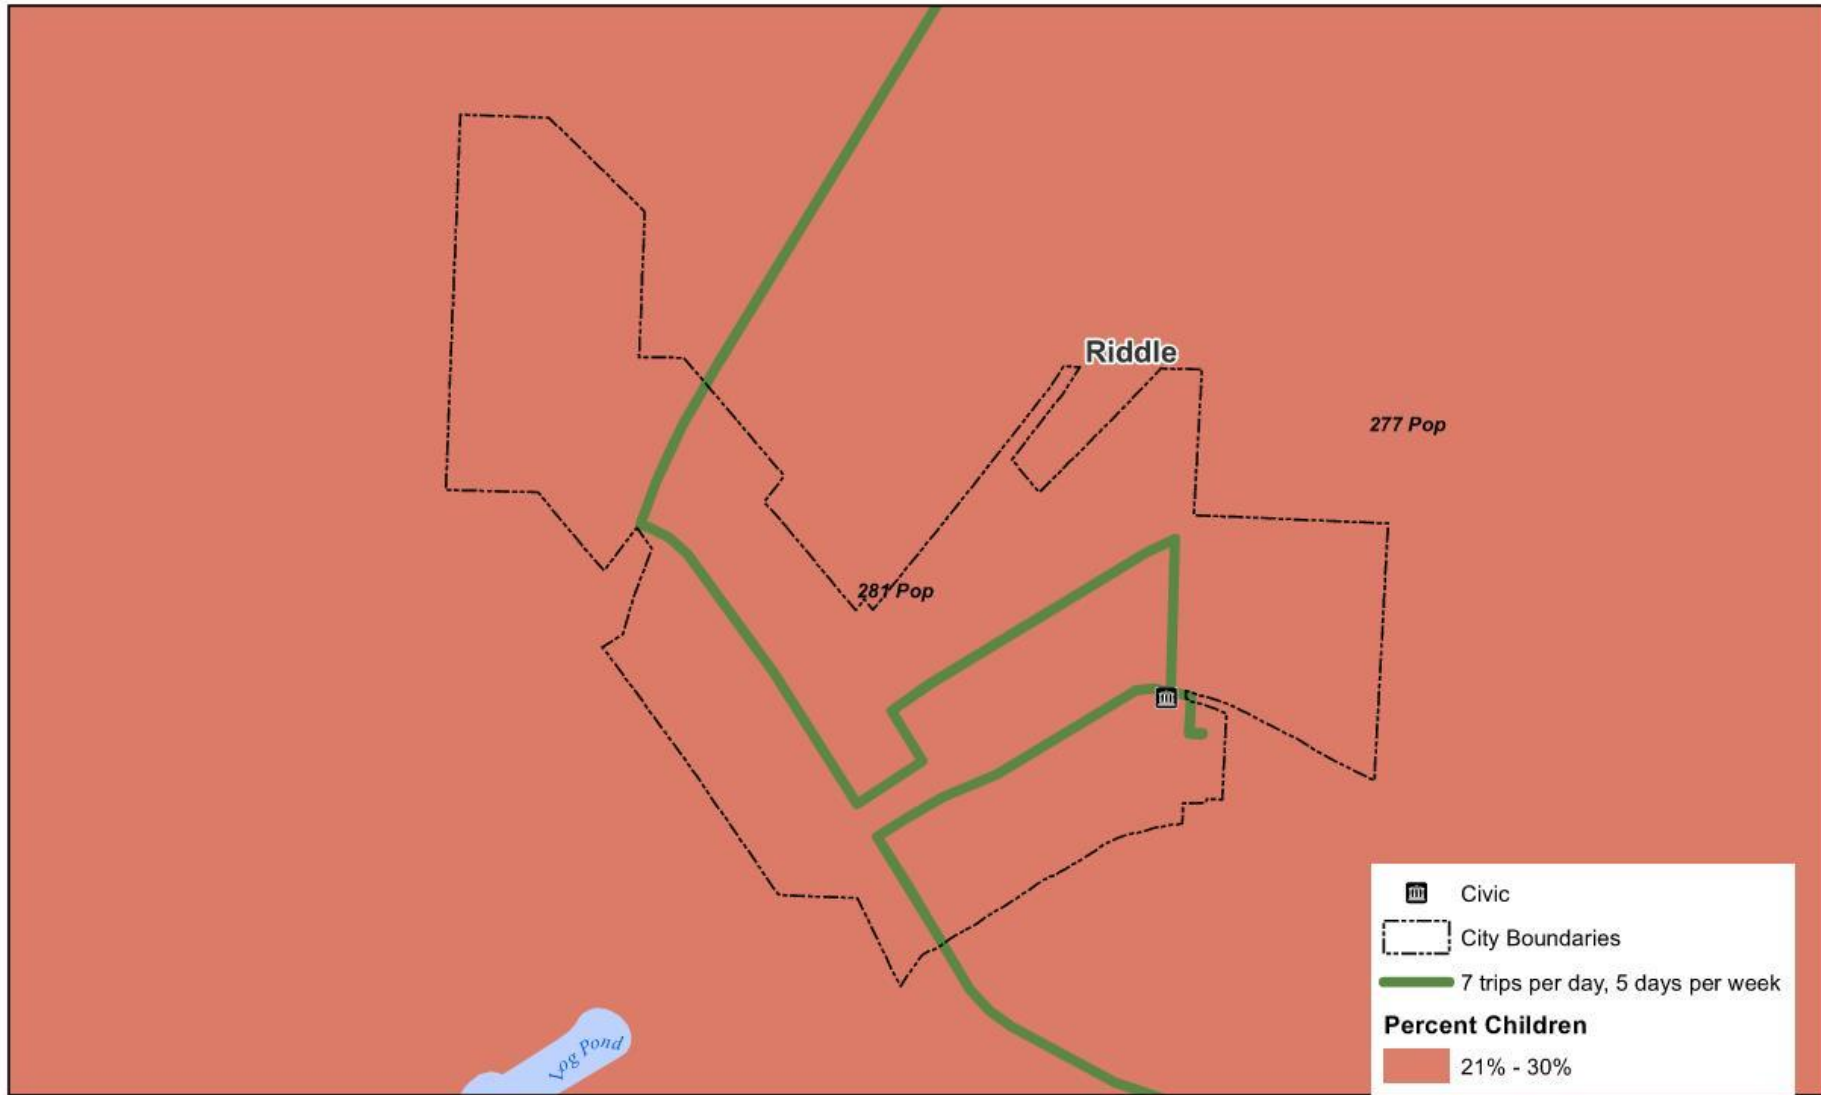 Riddle
277 Pop
281 Pop
Log Pond
Civic
City Boundaries
7 trips per day, 5 days per week
Percent Children
21% - 30%